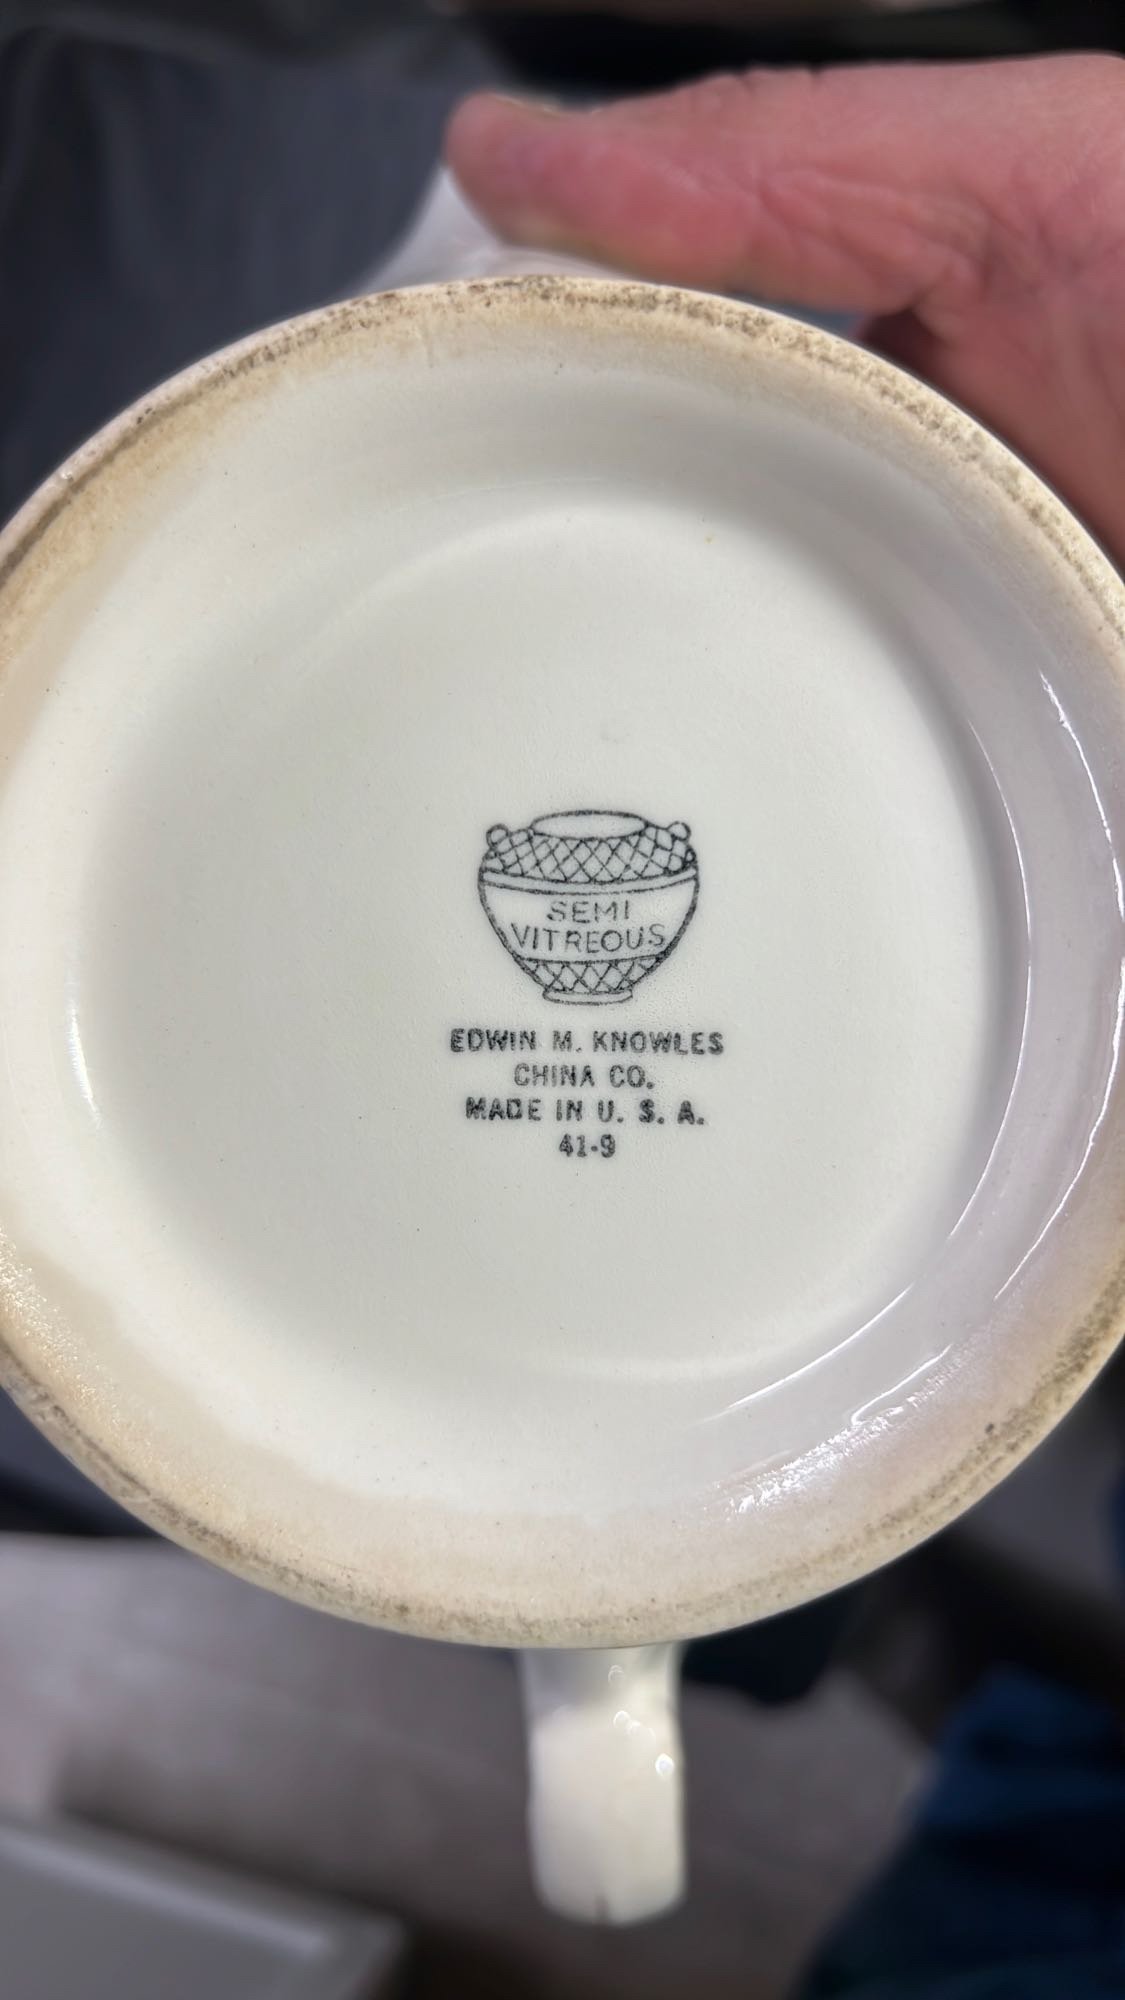 SEMI
VITREOUS
EDWIN M. KNOWLES
CHINA CO.
MADE IN U. S. A.
41-9